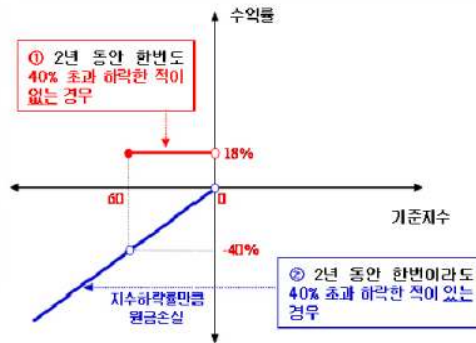 수익률
① 2년 동안 한번도
40% 초과 하락한 적이
없는 경우
18%
60
0
기준지수
-40%
지수하락률만큼
원금손실
② 2년 동안 한번이라도
40% 초과 하락한 적이 있는
경우